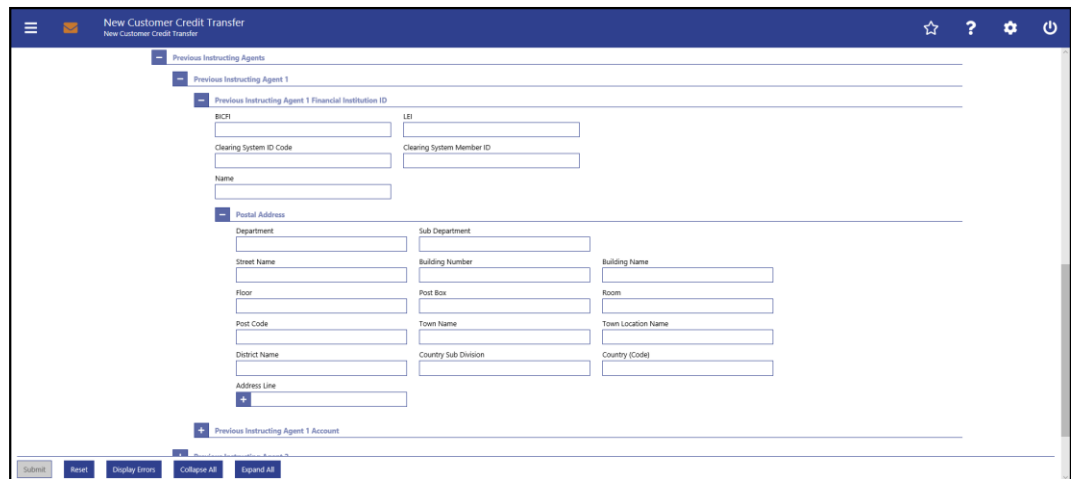 New Customer Credit Transfer
New Customer Credit Transfer
Previous Instructing Agents
Previous Instructing Agent 1
Previous Instructing Agent 1 Financial Institution ID
BICFI LEI
Clearing System ID Code Clearing System Member ID
Name
Postal Address
Department Sub Department
Street Name Building Number Building Name
Floor Post Box Room
Post Code Town Name Town Location Name
District Name Country Sub Division Country (Code)
Address Line
Previous Instructing Agent 1 Account
Previous Instructing Agent 2
Submit Reset Display Errors Collapse All Expand All